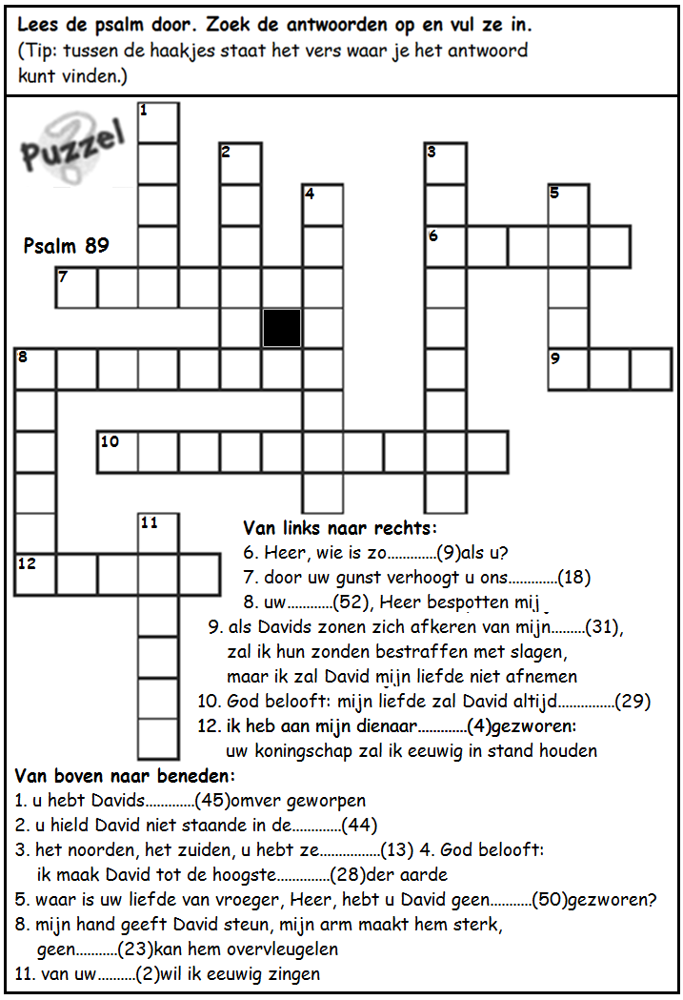 Lees de psalm door. Zoek de antwoorden op en vul ze in.
(Tip: tussen de haakjes staat het vers waar je het antwoord
kunt vinden.)
Puzzel
Psalm 89
1
2
3
4
5
6
7
8
9
10
11
12
Van links naar rechts:
6. Heer, wie is zo............(9)als u?
7. door uw gunst verhoogt u ons............(18)
8. uw...........(52), Heer bespotten mij
9. als Davids zonen zich afkeren van mijn........(31),
zal ik hun zonden bestraffen met slagen,
maar ik zal David mijn liefde niet afnemen
10. God belooft: mijn liefde zal David altijd..............(29)
12. ik heb aan mijn dienaar............(4)gezworen:
uw koningschap zal ik eeuwig in stand houden
Van boven naar beneden:
1. u hebt Davids............(45)omver geworpen
2. u hield David niet staande in de............(44)
3. het noorden, het zuiden, u hebt ze...............(13) 4. God belooft:
ik maak David tot de hoogste.............(28)der aarde
5. waar is uw liefde van vroeger, Heer, hebt u David geen..........(50)gezworen?
8. mijn hand geeft David steun, mijn arm maakt hem sterk,
geen..........(23)kan hem overvleugelen
11. van uw.........(2)wil ik eeuwig zingen